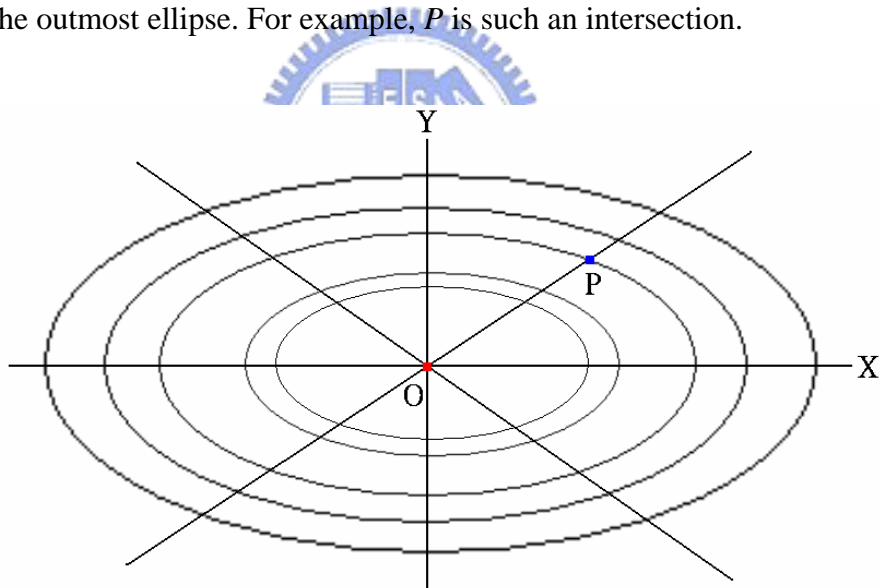 he outmost ellipse. For example, P is such an intersection.
Y
P
X
O